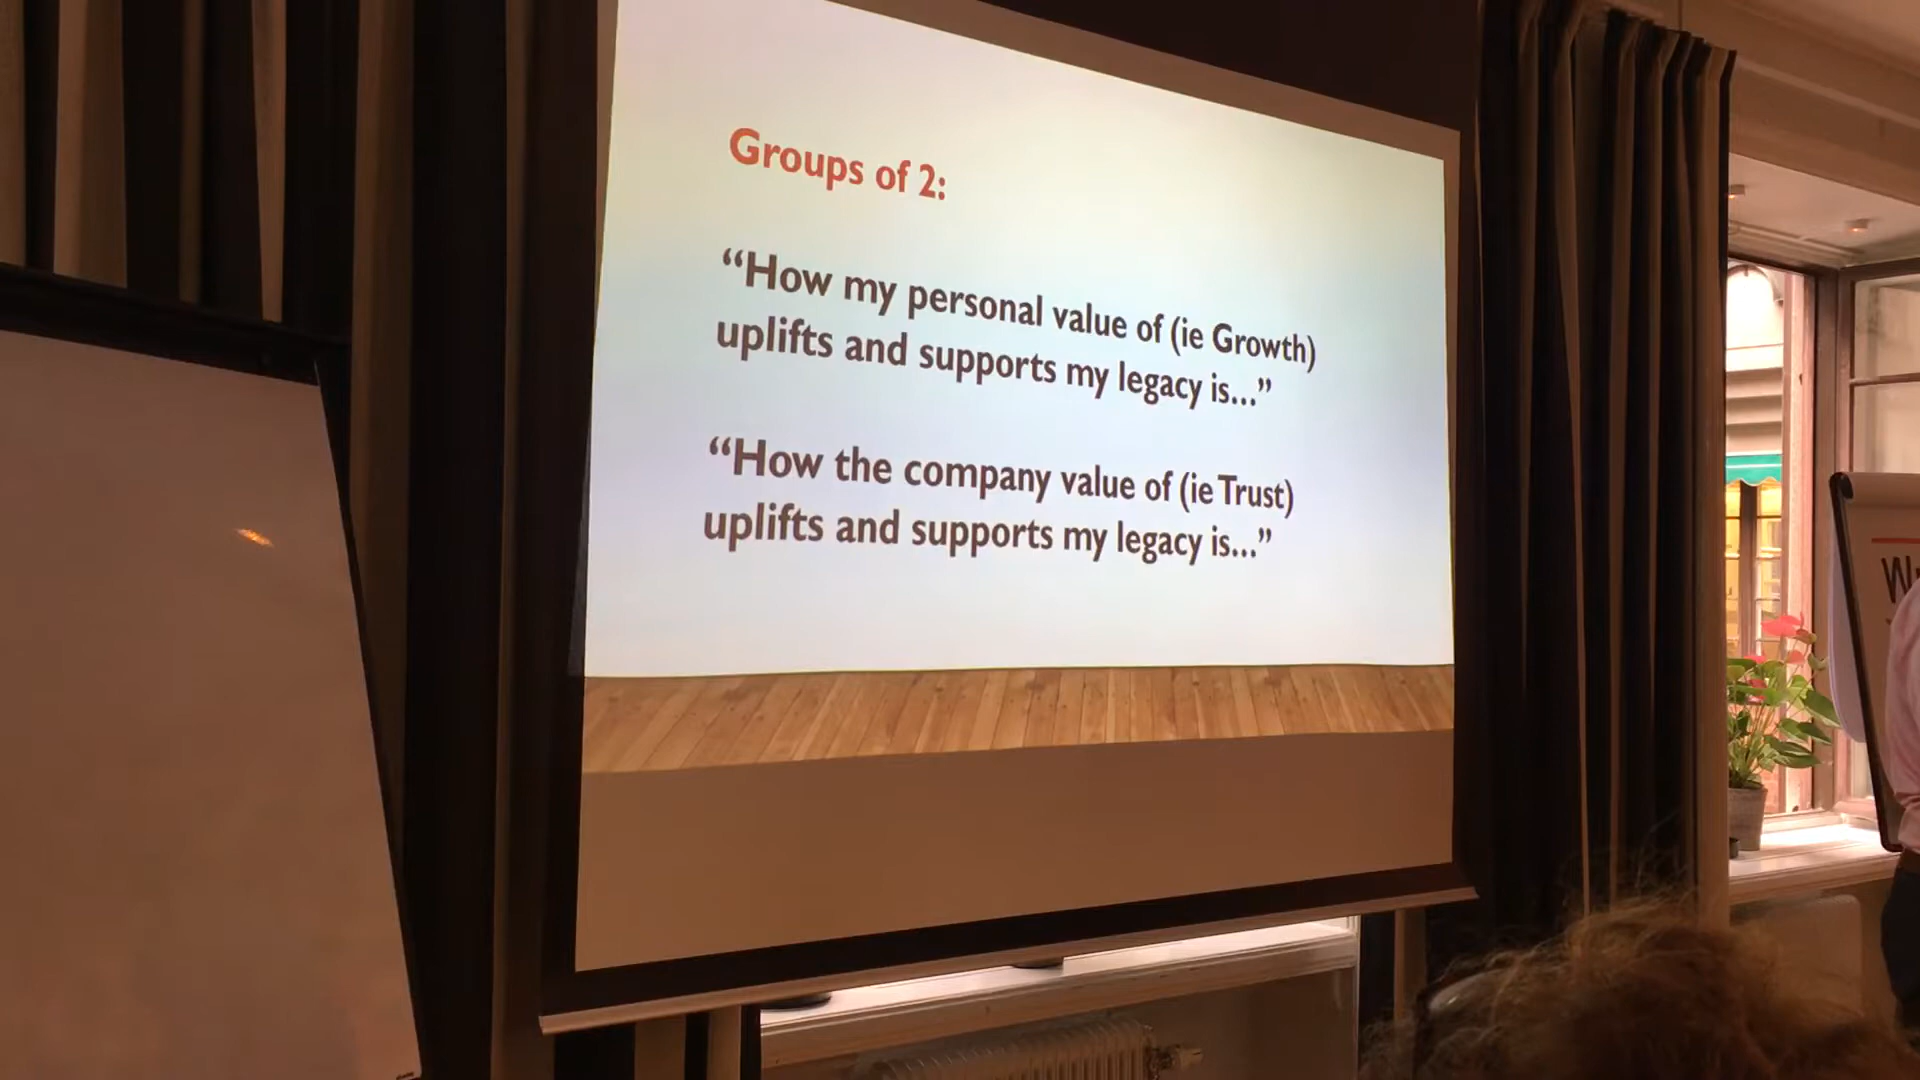 Groups of 2:
“How my personal value of (ie Growth)
uplifts and supports my legacy is...”
“How the company value of (ie Trust)
uplifts and supports my legacy is...”